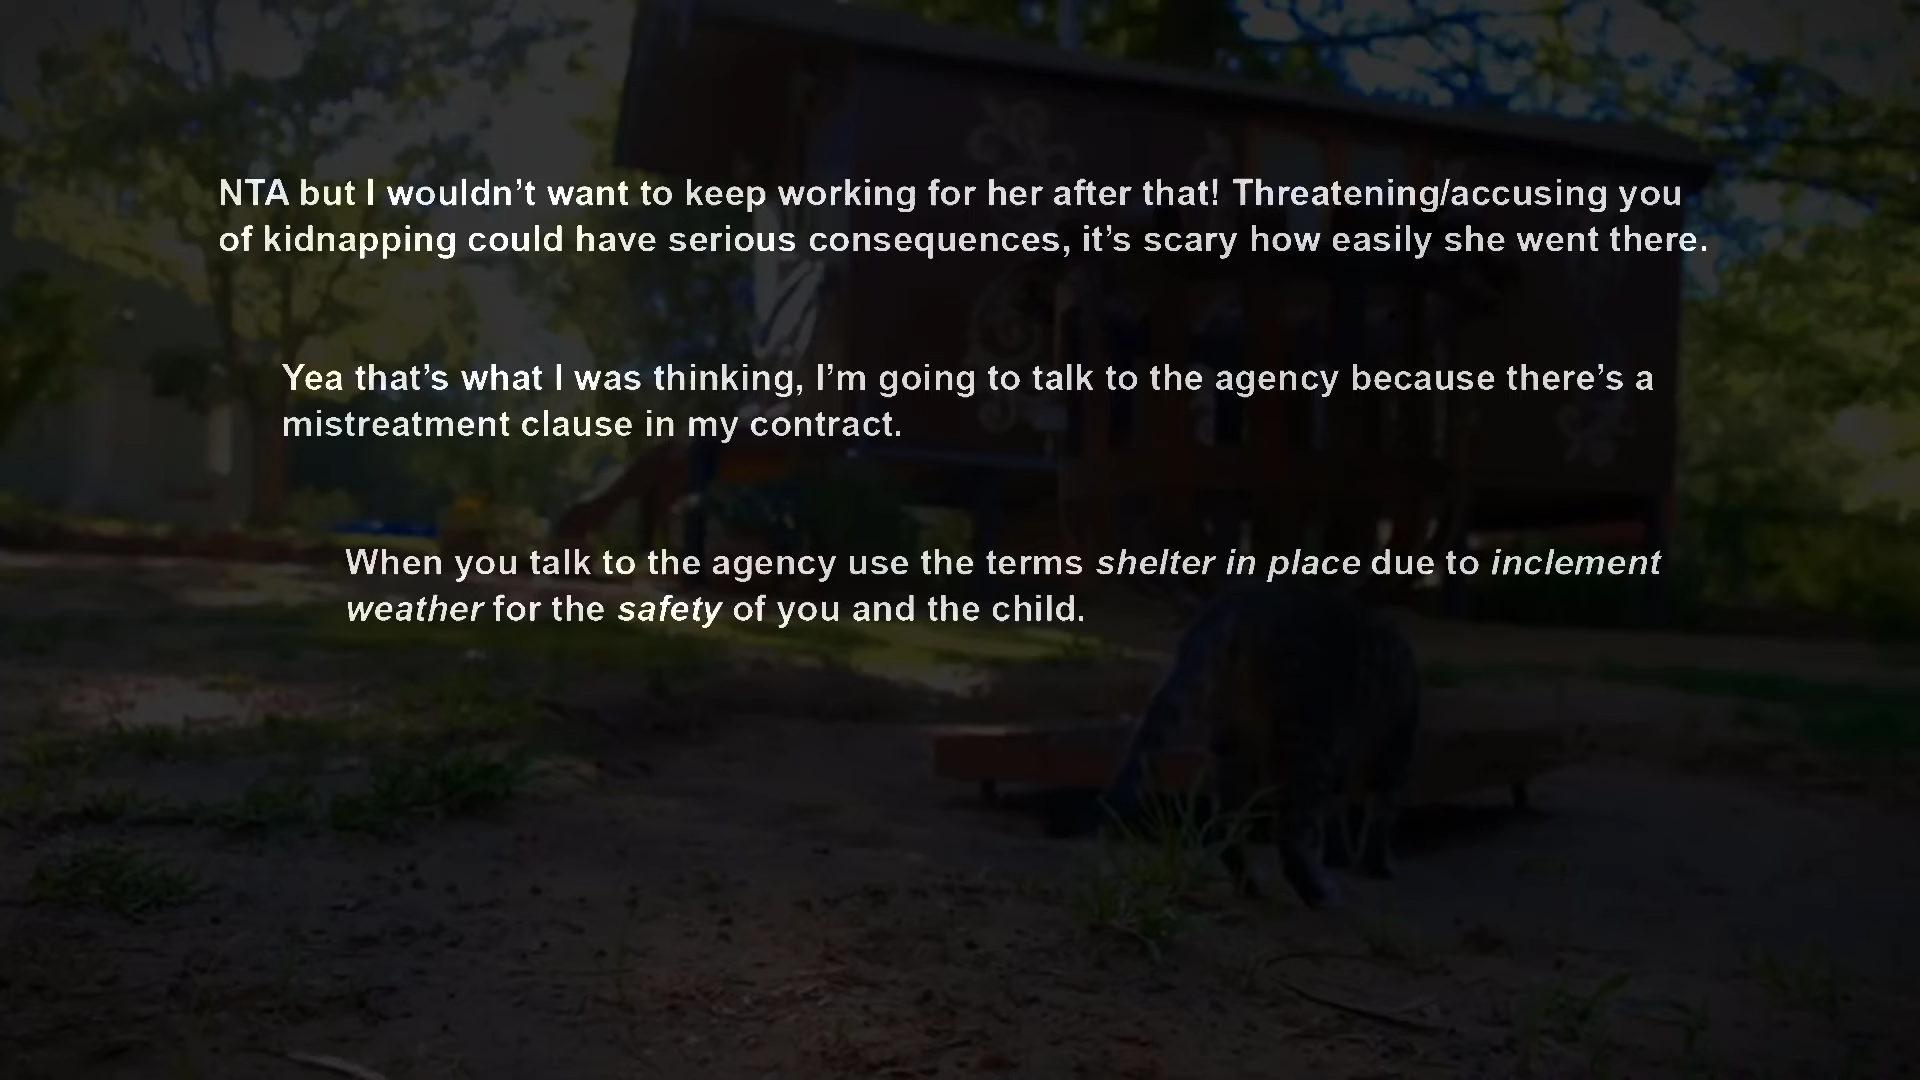 NTA but I wouldn’t want to keep working for her after that! Threatening/accusing you
of kidnapping could have serious consequences, it’s scary how easily she went there.
Yea that’s what I was thinking, I’m going to talk to the agency because there’s a
mistreatment clause in my contract.
When you talk to the agency use the terms shelter in place due to inclement
weather for the safety of you and the child.